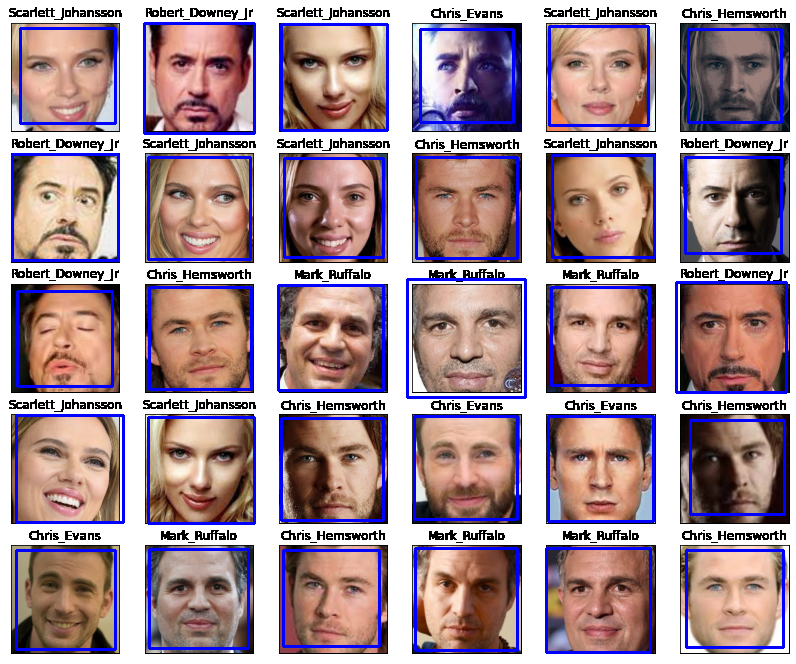 Scarlett_Johansson Robert_Downey_Jr Scarlett_Johansson Chris_Evans Scarlett_Johansson Chris_Hemsworth
Robert_Downey_Jr Scarlett_Johansson Scarlett_Johansson Chris_Hemsworth Scarlett_Johansson Robert_Downey_Jr
Robert_Downey_Jr Chris_Hemsworth Mark_Ruffalo Mark_Ruffalo Mark_Ruffalo Robert_Downey_Jr
Scarlett_Johansson Scarlett_Johansson Chris_Hemsworth Chris_Evans Chris_Evans Chris_Hemsworth
Chris_Evans Mark_Ruffalo Chris_Hemsworth Mark_Ruffalo Mark_Ruffalo Chris_Hemsworth